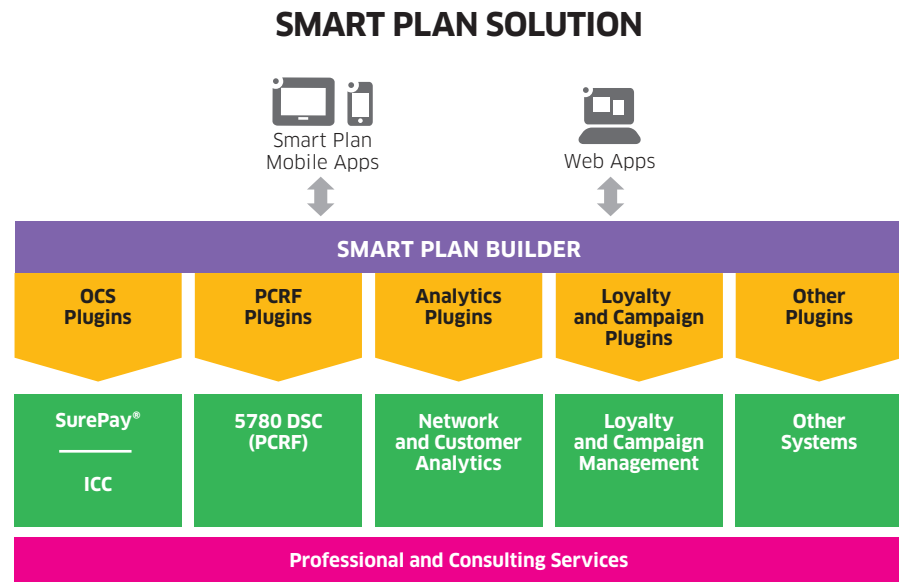 SMART PLAN SOLUTION
Smart Plan
Mobile Apps
Web Apps
SMART PLAN BUILDER
OCS
Plugins
PCRF
Plugins
Analytics
Plugins
Loyalty
and Campaign
Plugins
Other
Plugins
SurePay®
ICC
5780 DSC
(PCRF)
Network
and Customer
Analytics
Loyalty
and Campaign
Management
Other
Systems
Professional and Consulting Services